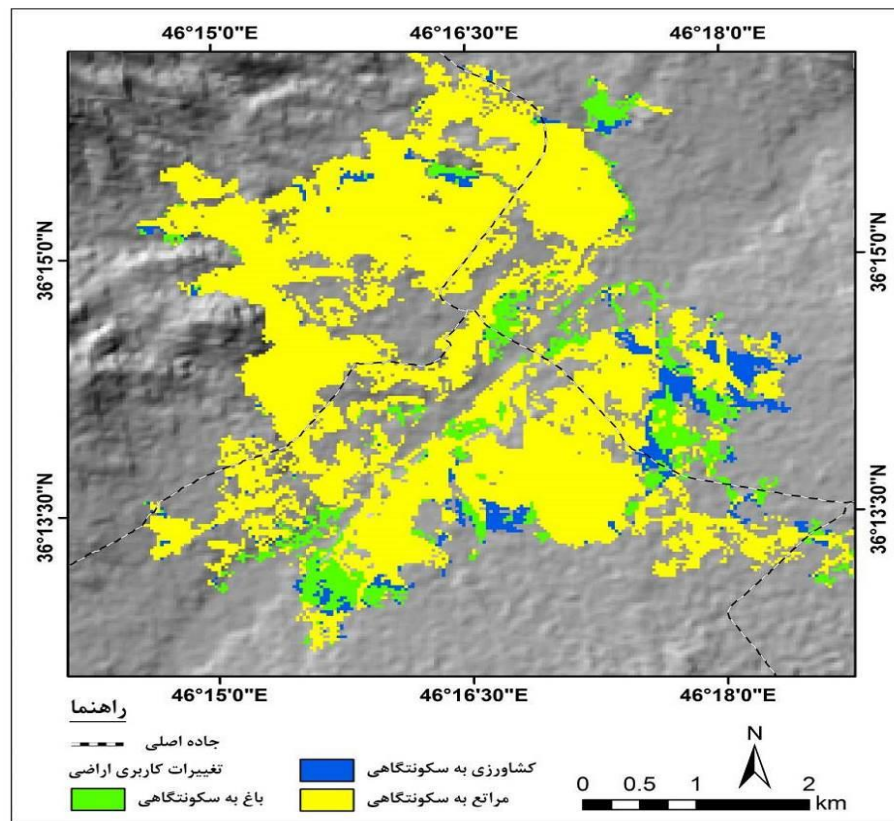 46°15'0"E 46°16'30"E 46°18'0"E
36°15'0"N 36°15'0"N
36°13'30"N 36°13'30"N
46°15'0"E 46°16'30"E 46°18'0"E
راهنما
جاده اصلی
تغییرات کاربری اراضی
کشاورزی به سکونتگاهی
باغ به سکونتگاهی
مراتع به سکونتگاهی
N
0 0.5 1 2
km